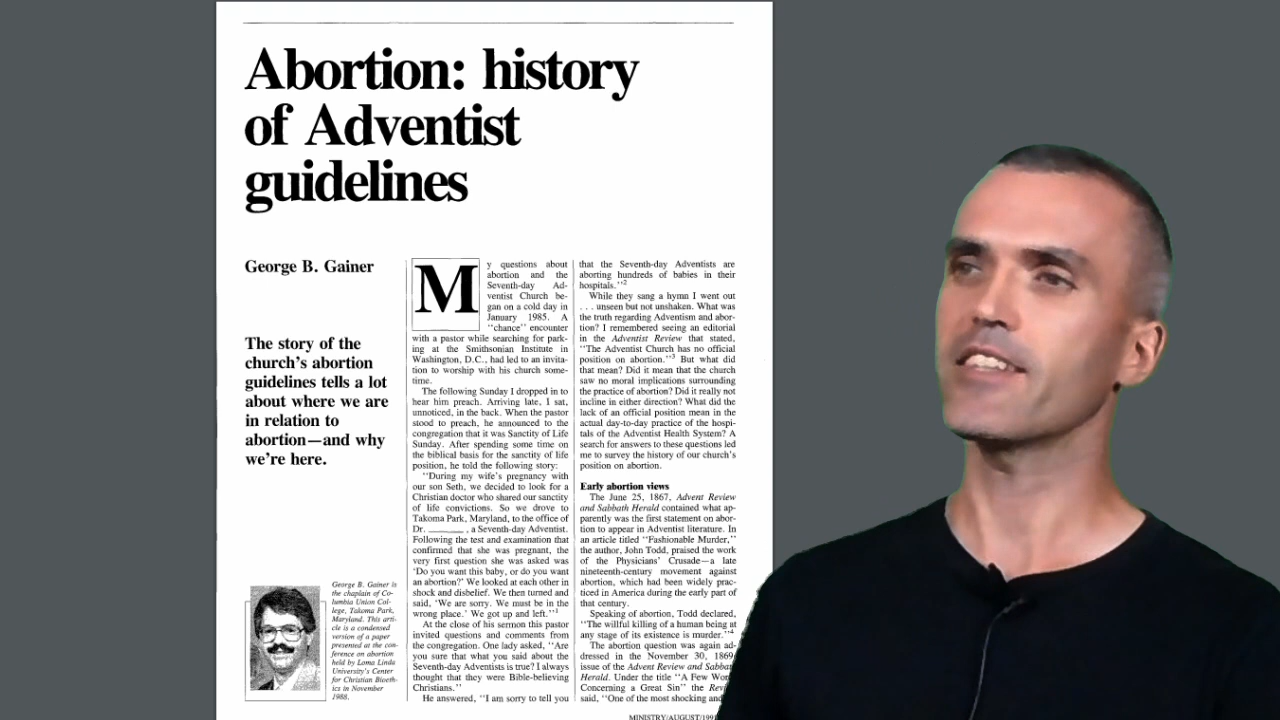 Abortion: history
of Adventist
guidelines
George B. Gainer
The story of the
church's abortion
guidelines tells a lot
about where we are
in relation to
abortion—and why
we're here.
George B. Gainer is
the chaplain of Co-
lumbia Union Col-
lege, Takoma Park,
Maryland. This arti-
cle is a condensed
version of a paper
presented at the con-
ference on abortion
held by Loma Linda
University's Center
for Christian Bioeth-
ics in November
1988.
My questions about
abortion and the
Seventh-day Ad-
ventist Church be-
gan on a cold day in
January 1985. A
"chance" encounter
with a pastor while searching for park-
ing at the Smithsonian Institute in
Washington, D.C., had led to an invita-
tion to worship with his church some-
time.
The following Sunday I dropped in to
hear him preach. Arriving late, I sat,
unnoticed, in the back. When the pastor
stood to preach, he announced to the
congregation that it was Sanctity of Life
Sunday. After spending some time on
the biblical basis for the sanctity of life
position, he told the following story:
"During my wife's pregnancy with
our son Seth, we decided to look for a
Christian doctor who shared our sanctity
of life convictions. So we drove to
Takoma Park, Maryland, to the office of
Dr. ______, a Seventh-day Adventist.
Following the test and examination that
confirmed that she was pregnant, the
very first question she was asked was
'Do you want this baby, or do you want
an abortion?' We looked at each other in
shock and disbelief. We then turned and
said, 'We are sorry. We must be in the
wrong place.' We got up and left."1
At the close of his sermon this pastor
invited questions and comments from
the congregation. One lady asked, "Are
you sure that what you said about the
Seventh-day Adventists is true? I always
thought that they were Bible-believing
Christians."
He answered, "I am sorry to tell you
that the Seventh-day Adventists are
aborting hundreds of babies in their
hospitals."2
While they sang a hymn I went out
. . . unseen but not unshaken. What was
the truth regarding Adventism and abor-
tion? I remembered seeing an editorial
in the Adventist Review that stated,
"The Adventist Church has no official
position on abortion."3 But what did
that mean? Did it mean that the church
saw no moral implications surrounding
the practice of abortion? Did it really not
incline in either direction? What did the
lack of an official position mean in the
actual day-to-day practice of the hospi-
tals of the Adventist Health System? A
search for answers to these questions led
me to survey the history of our church's
position on abortion.
Early abortion views
The June 25, 1867, Advent Review
and Sabbath Herald contained what ap-
parently was the first statement on abor-
tion to appear in Adventist literature. In
an article titled "Fashionable Murder,"
the author, John Todd, praised the work
of the Physicians' Crusade—a late
nineteenth-century movement against
abortion, which had been widely prac-
ticed in America during the early part of
that century.
Speaking of abortion, Todd declared,
"The willful killing of a human being at
any stage of its existence is murder."4
The abortion question was again ad-
dressed in the November 30, 1869
issue of the Advent Review and Sabbat
Herald. Under the title "A Few Wor
Concerning a Great Sin" the Rev
said, "One of the most shocking and
MINISTRY/AUGUST/1991